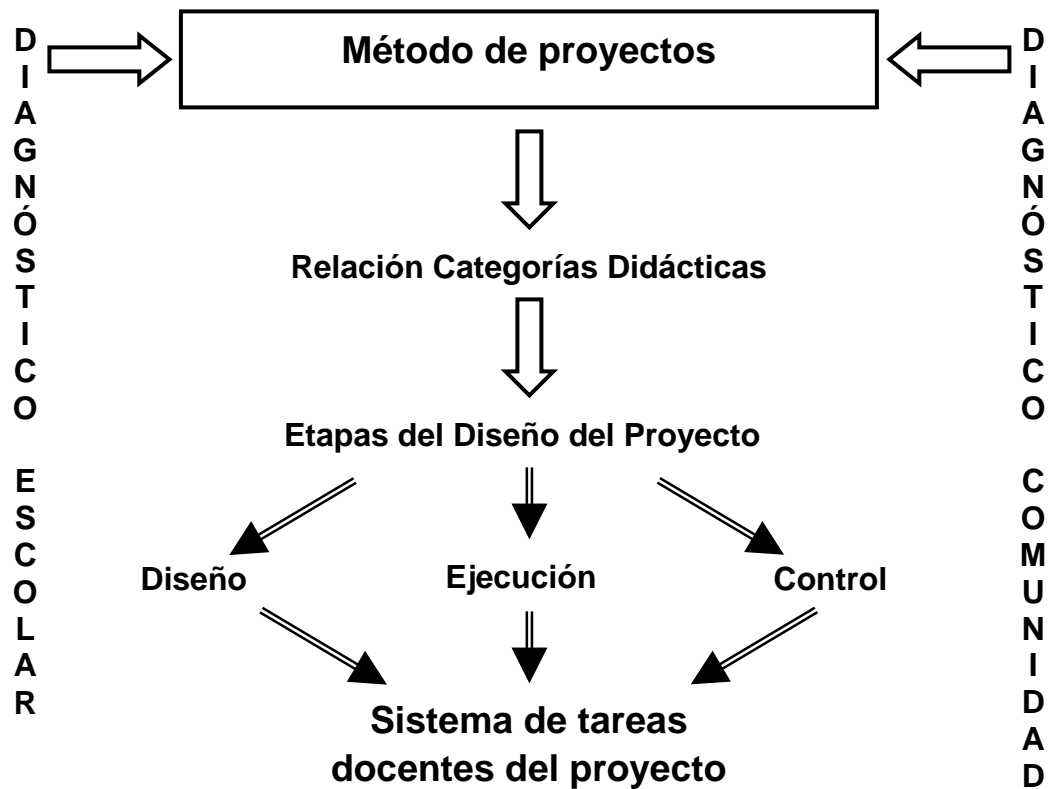 DIAGNÓSTICO ESCOLAR
Método de proyectos
DIAGNÓSTICO COMUNIDAD
Relación Categorías Didácticas
Etapas del Diseño del Proyecto
Diseño
Ejecución
Control
Sistema de tareas
docentes del proyecto